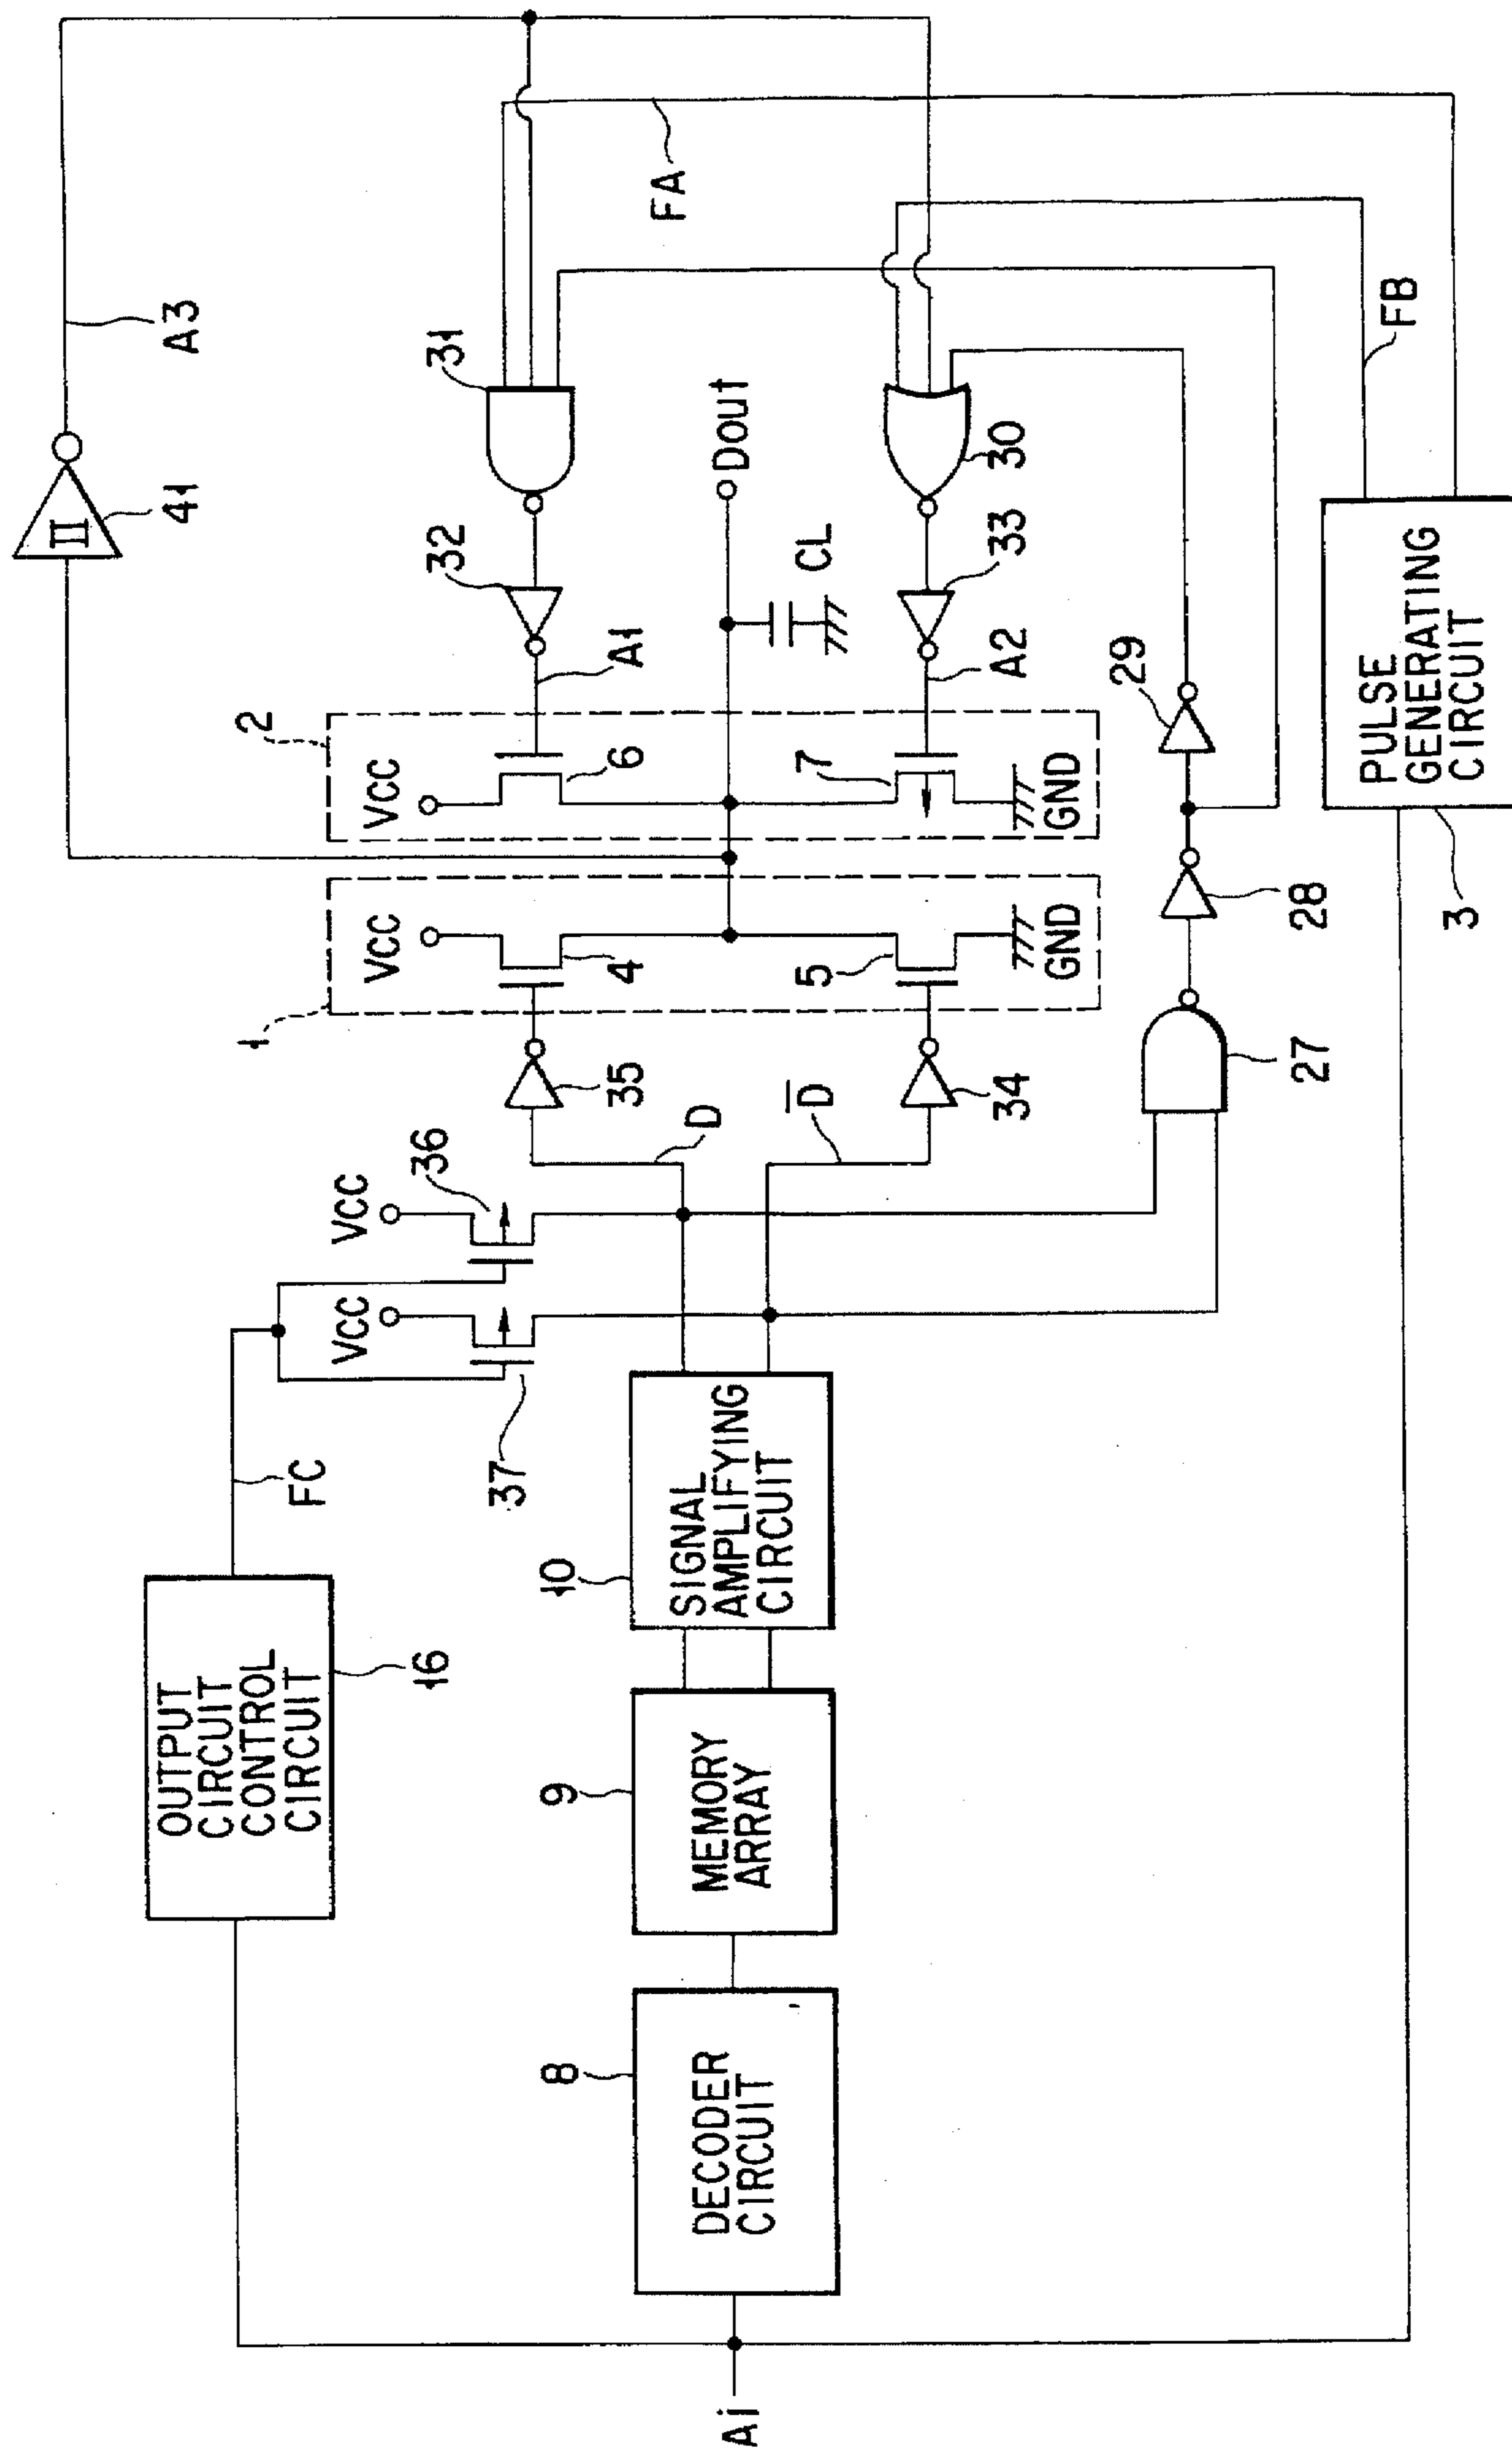 Ai
DECODER
CIRCUIT
8
MEMORY
ARRAY
9
SIGNAL
AMPLIFYING
CIRCUIT
10
OUTPUT
CIRCUIT
CONTROL
CIRCUIT
16
FC
VCC
37
VCC
36
D
D̅
35
34
1
VCC
4
5
GND
2
VCC
6
7
GND
A1
A2
32
33
CL
Dout
31
30
II
41
A3
FA
FB
27
28
29
PULSE
GENERATING
CIRCUIT
3